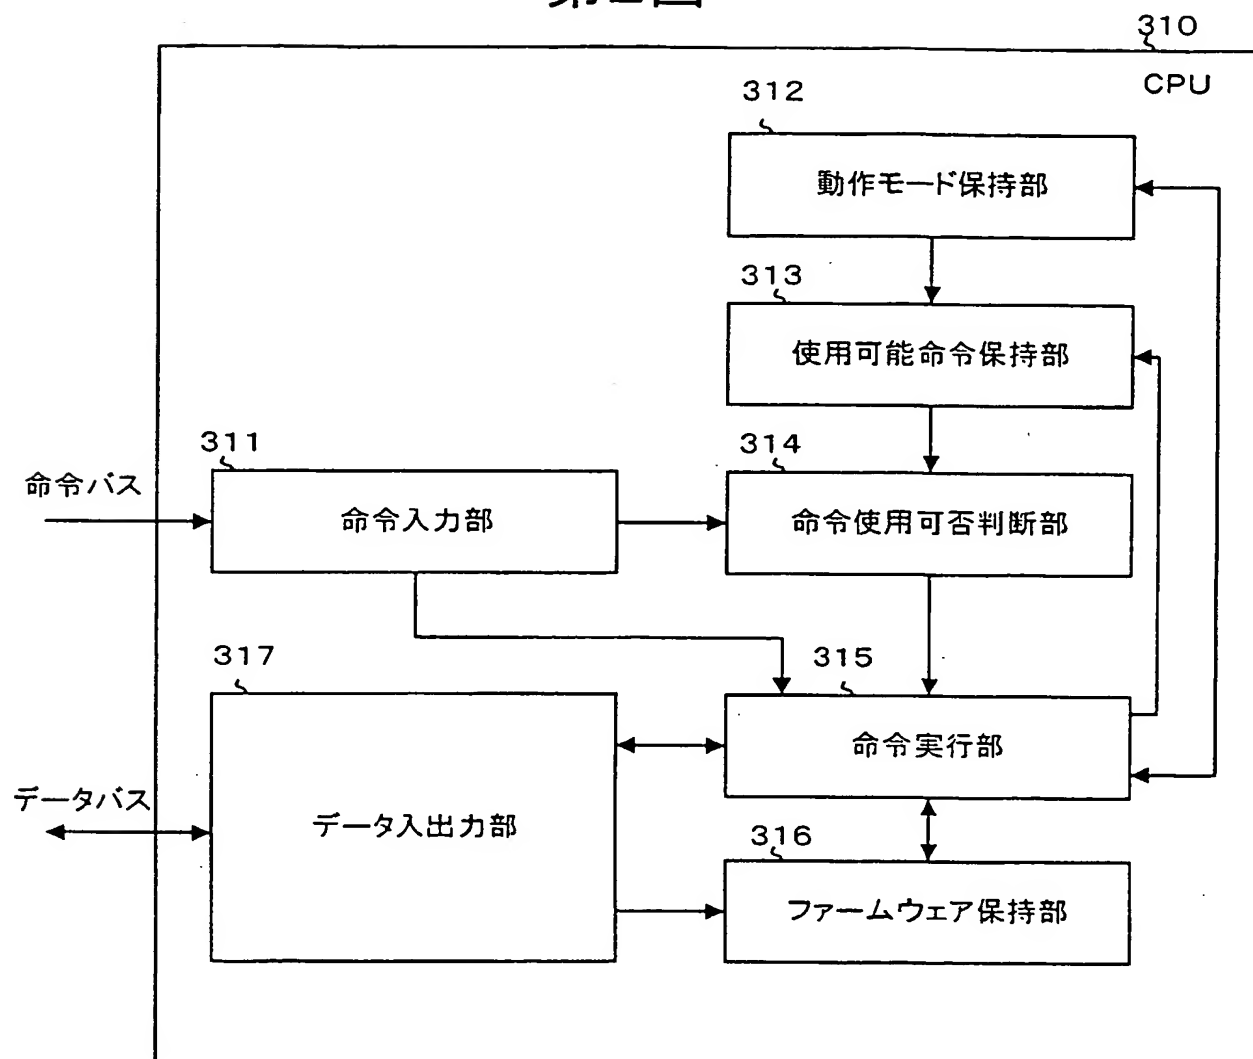 310
CPU
312
動作モード保持部
313
使用可能命令保持部
311
314
命令バス
命令入力部
命令使用可否判断部
317
315
命令実行部
データバス
データ入出力部
316
ファームウェア保持部